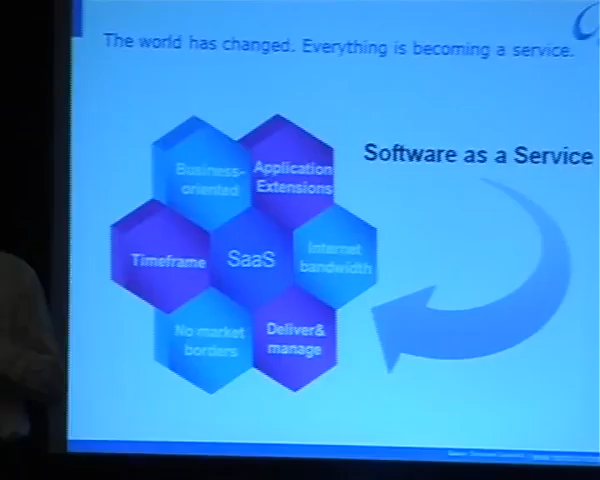 The world has changed. Everything is becoming a service.
Software as a Service
Business-
oriented
Application
Extensions
Timeframe
SaaS
Internet
bandwidth
No market
borders
Deliver&
manage